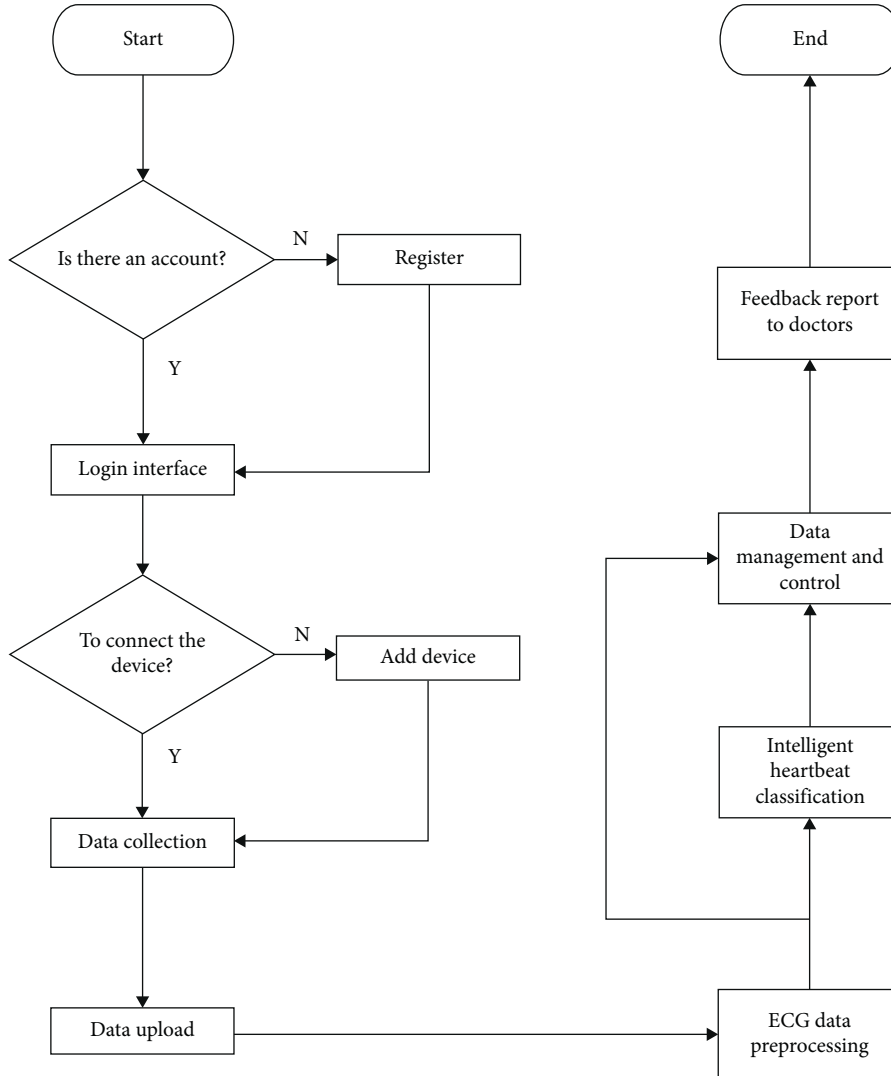 Start
Is there an account?
N
Register
Y
Login interface
To connect the
device?
N
Add device
Y
Data collection
Data upload
ECG data
preprocessing
Intelligent
heartbeat
classification
Data
management and
control
Feedback report
to doctors
End